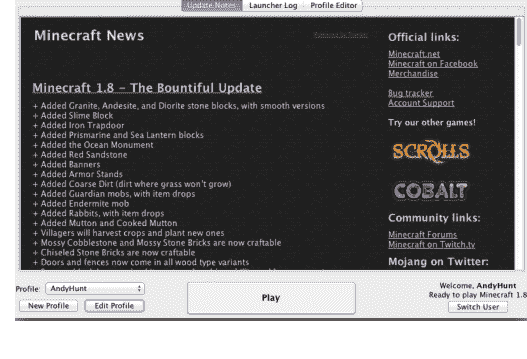 Update Notes Launcher Log Profile Editor
Minecraft News
Official links:
Minecraft.net
Minecraft on Facebook
Merchandise
Bug tracker
Account Support
Try our other games!
SCROLLS
COBALT
Community links:
Minecraft Forums
Minecraft on Twitch.tv
Mojang on Twitter:
Minecraft 1.8 – The Bountiful Update
+ Added Granite, Andesite, and Diorite stone blocks, with smooth versions
+ Added Slime Block
+ Added Iron Trapdoor
+ Added Prismarine and Sea Lantern blocks
+ Added the Ocean Monument
+ Added Red Sandstone
+ Added Banners
+ Added Armor Stands
+ Added Coarse Dirt (dirt where grass won't grow)
+ Added Guardian mobs, with item drops
+ Added Endermite mob
+ Added Rabbits, with item drops
+ Added Mutton and Cooked Mutton
+ Villagers will harvest crops and plant new ones
+ Mossy Cobblestone and Mossy Stone Bricks are now craftable
+ Chiseled Stone Bricks are now craftable
+ Doors and fences now come in all wood type variants
Profile: AndyHunt
New Profile Edit Profile
Play
Welcome, AndyHunt
Ready to play Minecraft 1.8
Switch User